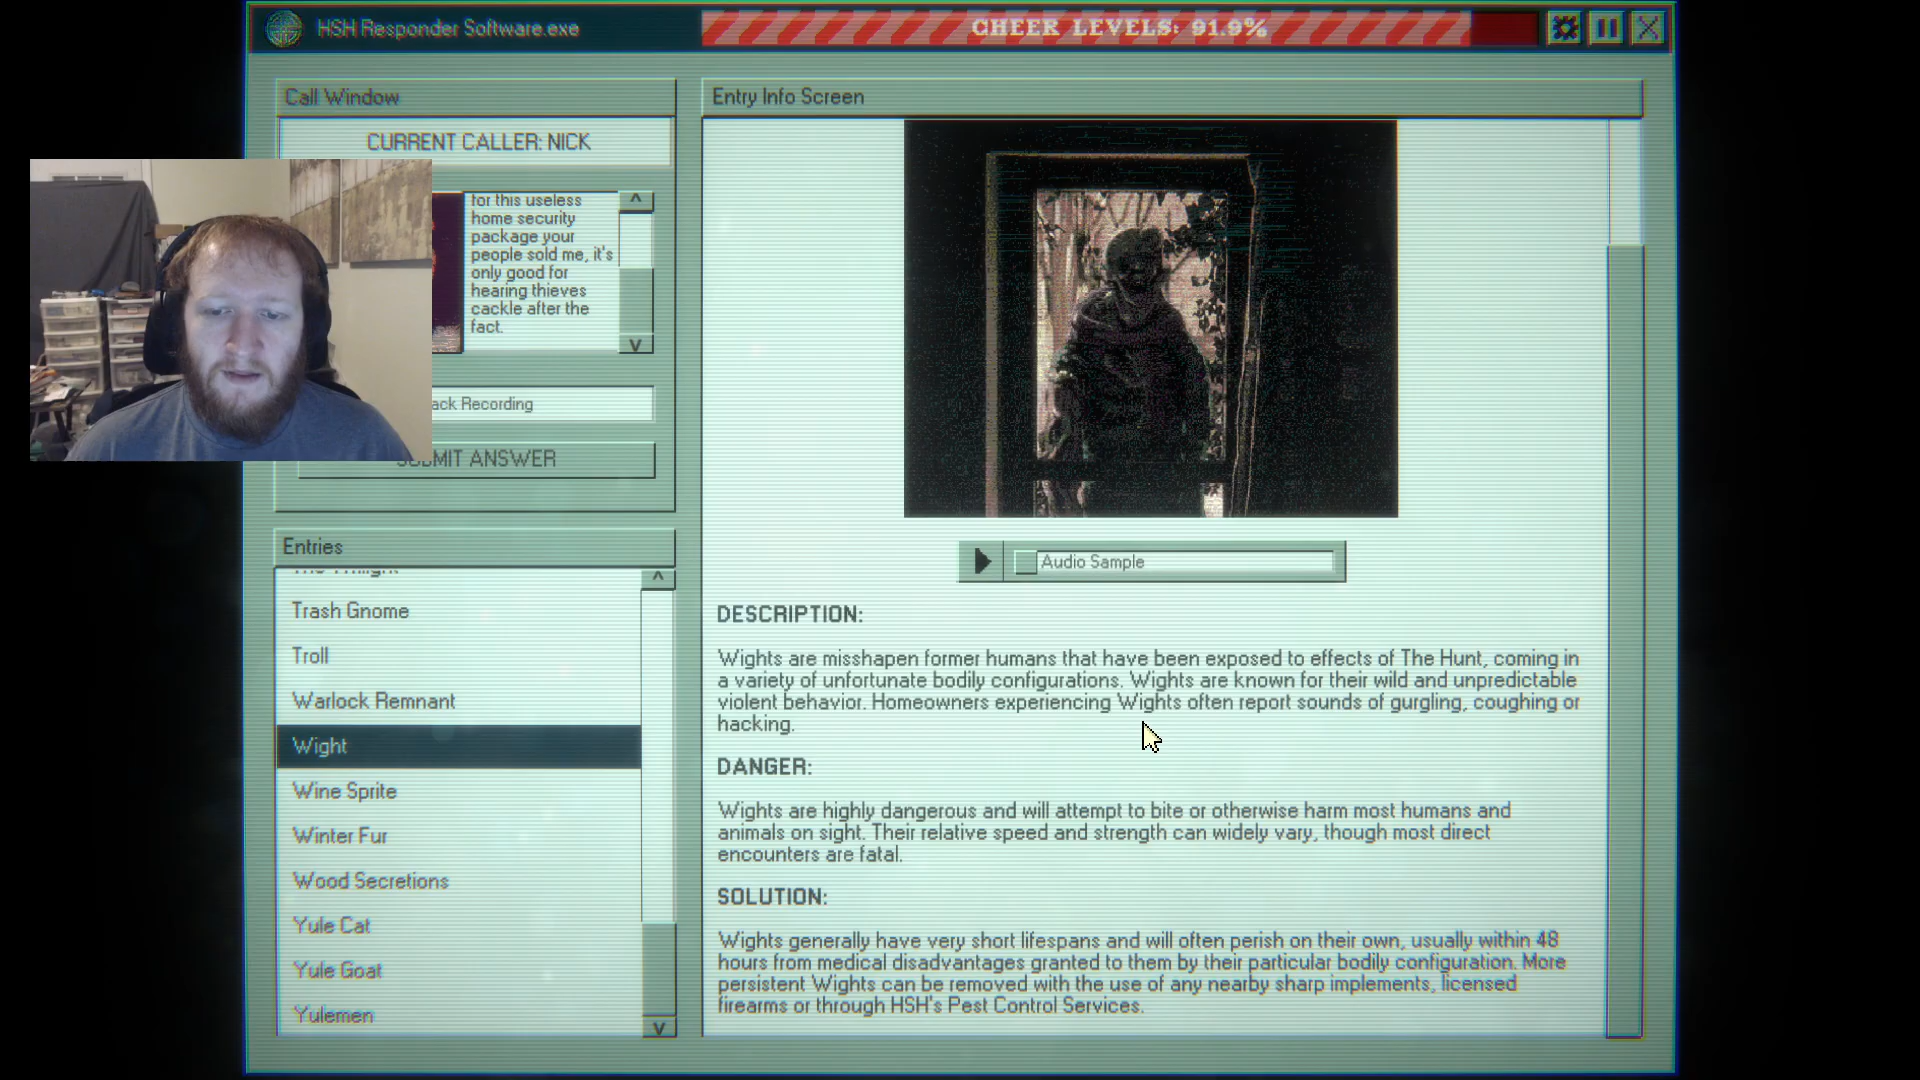 HSH Responder Software.exe
CHEER LEVELS: 91.9%
Call Window
CURRENT CALLER: NICK
for this useless
home security
package your
people sold me, it's
only good for
hearing thieves
cackle after the
fact.
Recording
SUBMIT ANSWER
Entries
Trash Gnome
Troll
Warlock Remnant
Wight
Wine Sprite
Winter Fur
Wood Secretions
Yule Cat
Yule Goat
Yulemen
Entry Info Screen
Audio Sample
DESCRIPTION:
Wights are misshapen former humans that have been exposed to effects of The Hunt, coming in
a variety of unfortunate bodily configurations. Wights are known for their wild and unpredictable
violent behavior. Homeowners experiencing Wights often report sounds of gurgling, coughing or
hacking.
DANGER:
Wights are highly dangerous and will attempt to bite or otherwise harm most humans and
animals on sight. Their relative speed and strength can widely vary, though most direct
encounters are fatal.
SOLUTION:
Wights generally have very short lifespans and will often perish on their own, usually within 48
hours from medical disadvantages granted to them by their particular bodily configuration. More
persistent Wights can be removed with the use of any nearby sharp implements, licensed
firearms or through HSH's Pest Control Services.